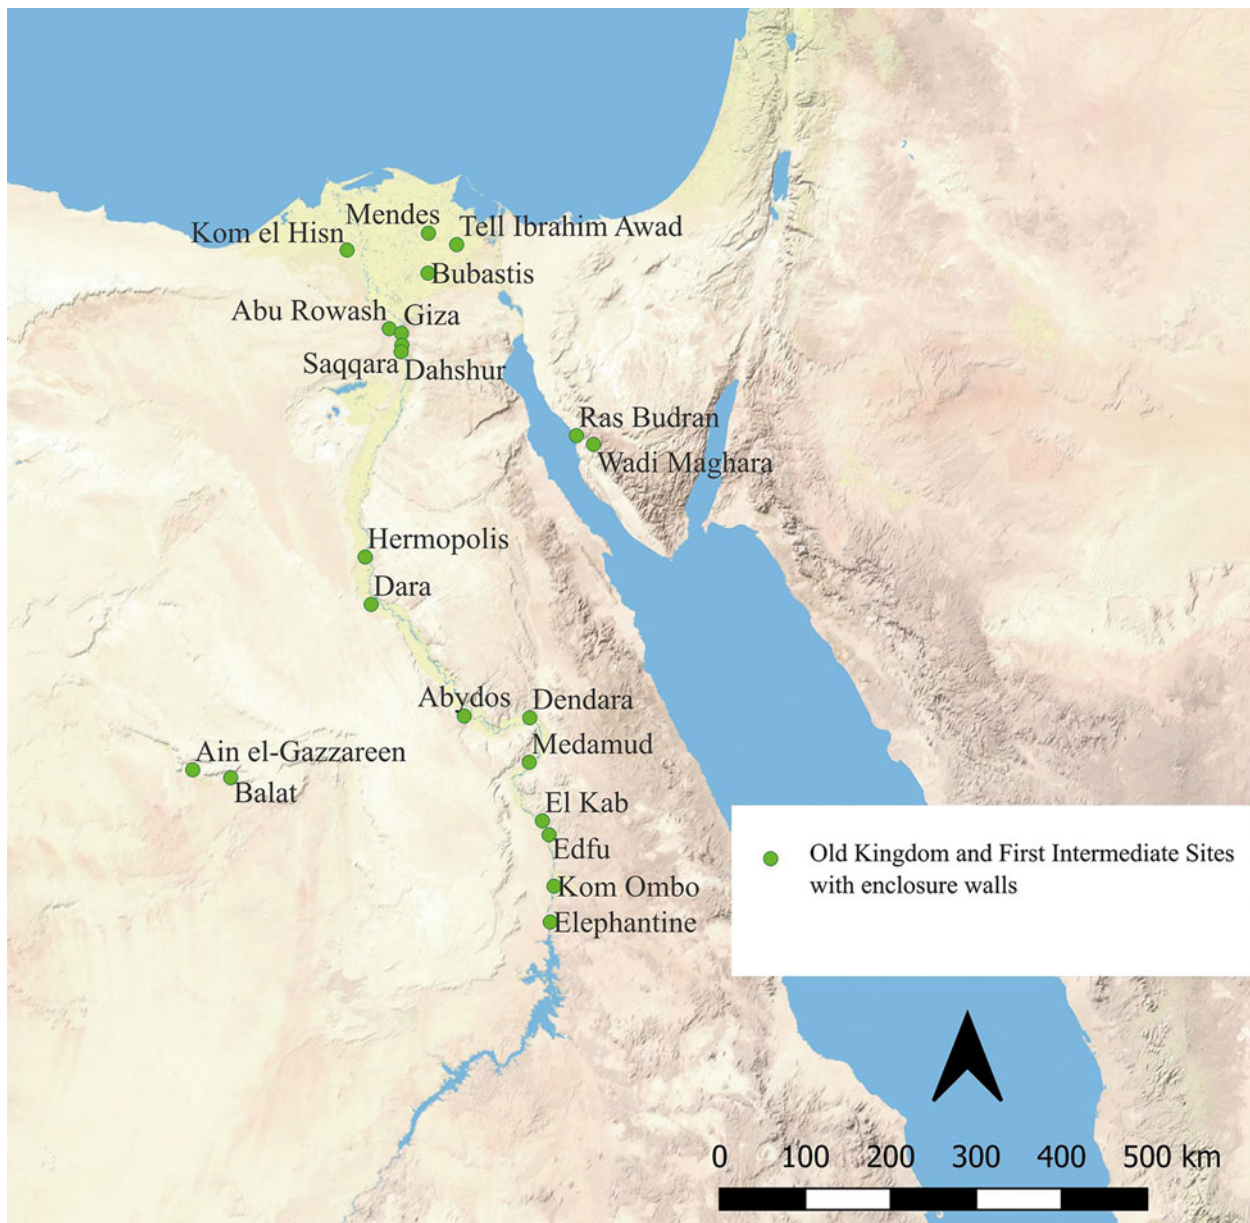 Mendes
Tell Ibrahim Awad
Kom el Hisn
Bubastis
Abu Rowash
Giza
Saqqara
Dahshur
Ras Budran
Wadi Maghara
Hermopolis
Dara
Abydos
Dendara
Medamud
Ain el-Gazzareen
Balat
El Kab
Edfu
Kom Ombo
Elephantine
Old Kingdom and First Intermediate Sites
with enclosure walls
0 100 200 300 400 500 km